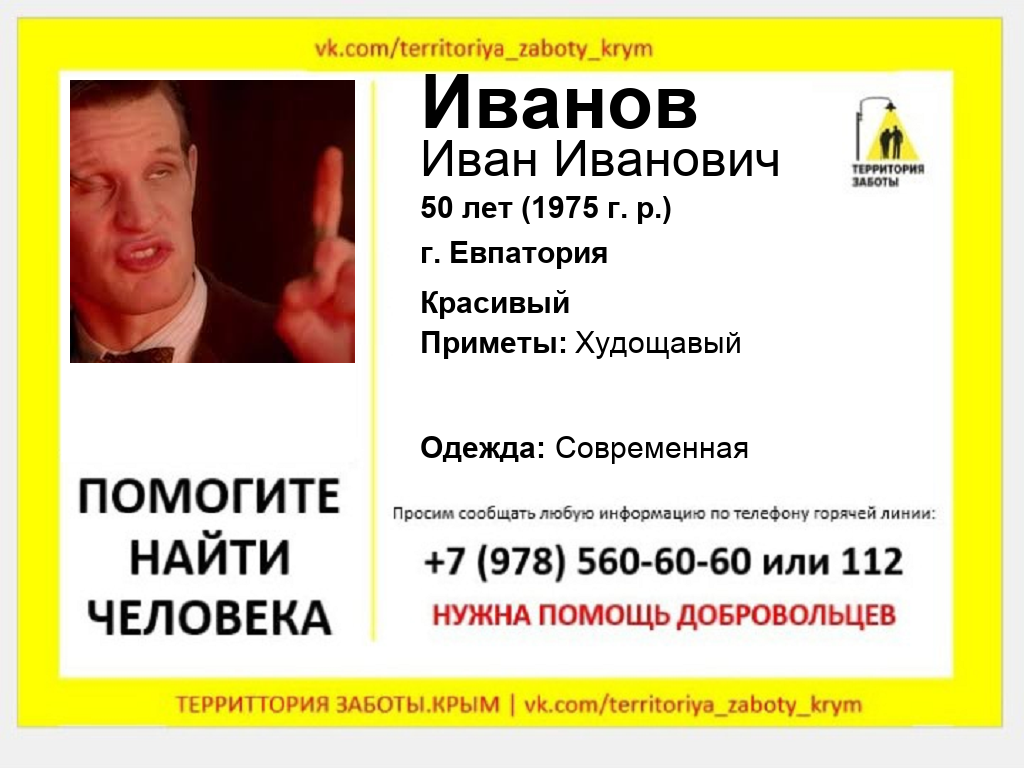 vk.com/territoriya_zaboty_krym
Иванов
Иван Иванович
50 лет (1975 г. р.)
г. Евпатория
Красивый
Приметы: Худощавый
Одежда: Современная
ТЕРРИТОРИЯ
ЗАБОТЫ
ПОМОГИТЕ
НАЙТИ
ЧЕЛОВЕКА
Просим сообщать любую информацию по телефону горячей линии:
+7 (978) 560-60-60 или 112
НУЖНА ПОМОЩЬ ДОБРОВОЛЬЦЕВ
ТЕРРИТТОРИЯ ЗАБОТЫ.КРЫМ | vk.com/territoriya_zaboty_krym